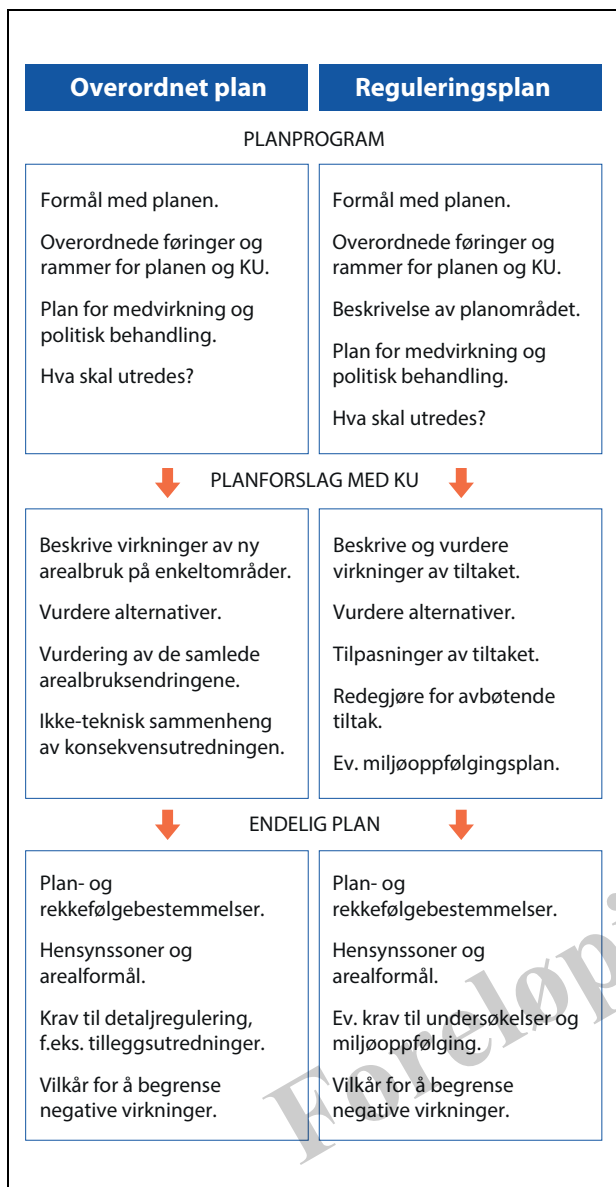 Overordnet plan
Reguleringsplan
PLANPROGRAM
Formål med planen.
Overordnede føringer og
rammer for planen og KU.
Plan for medvirkning og
politisk behandling.
Hva skal utredes?
Formål med planen.
Overordnede føringer og
rammer for planen og KU.
Beskrivelse av planområdet.
Plan for medvirkning og
politisk behandling.
Hva skal utredes?
PLANFORSLAG MED KU
Beskrive virkninger av ny
arealbruk på enkeltområder.
Vurdere alternativer.
Vurdering av de samlede
arealbruksendringene.
Ikke-teknisk sammenheng
av konsekvensutredningen.
Beskrive og vurdere
virkninger av tiltaket.
Vurdere alternativer.
Tilpasninger av tiltaket.
Redegjøre for avbøtende
tiltak.
Ev. miljøoppfølgingsplan.
ENDELIG PLAN
Plan- og
rekkefølgebestemmelser.
Hensynssoner og
arealformål.
Krav til detaljregulering,
f.eks. tilleggsutredninger.
Vilkår for å begrense
negative virkninger.
Plan- og
rekkefølgebestemmelser.
Hensynssoner og
arealformål.
Ev. krav til undersøkelser og
miljøoppfølging.
Vilkår for å begrense
negative virkninger.